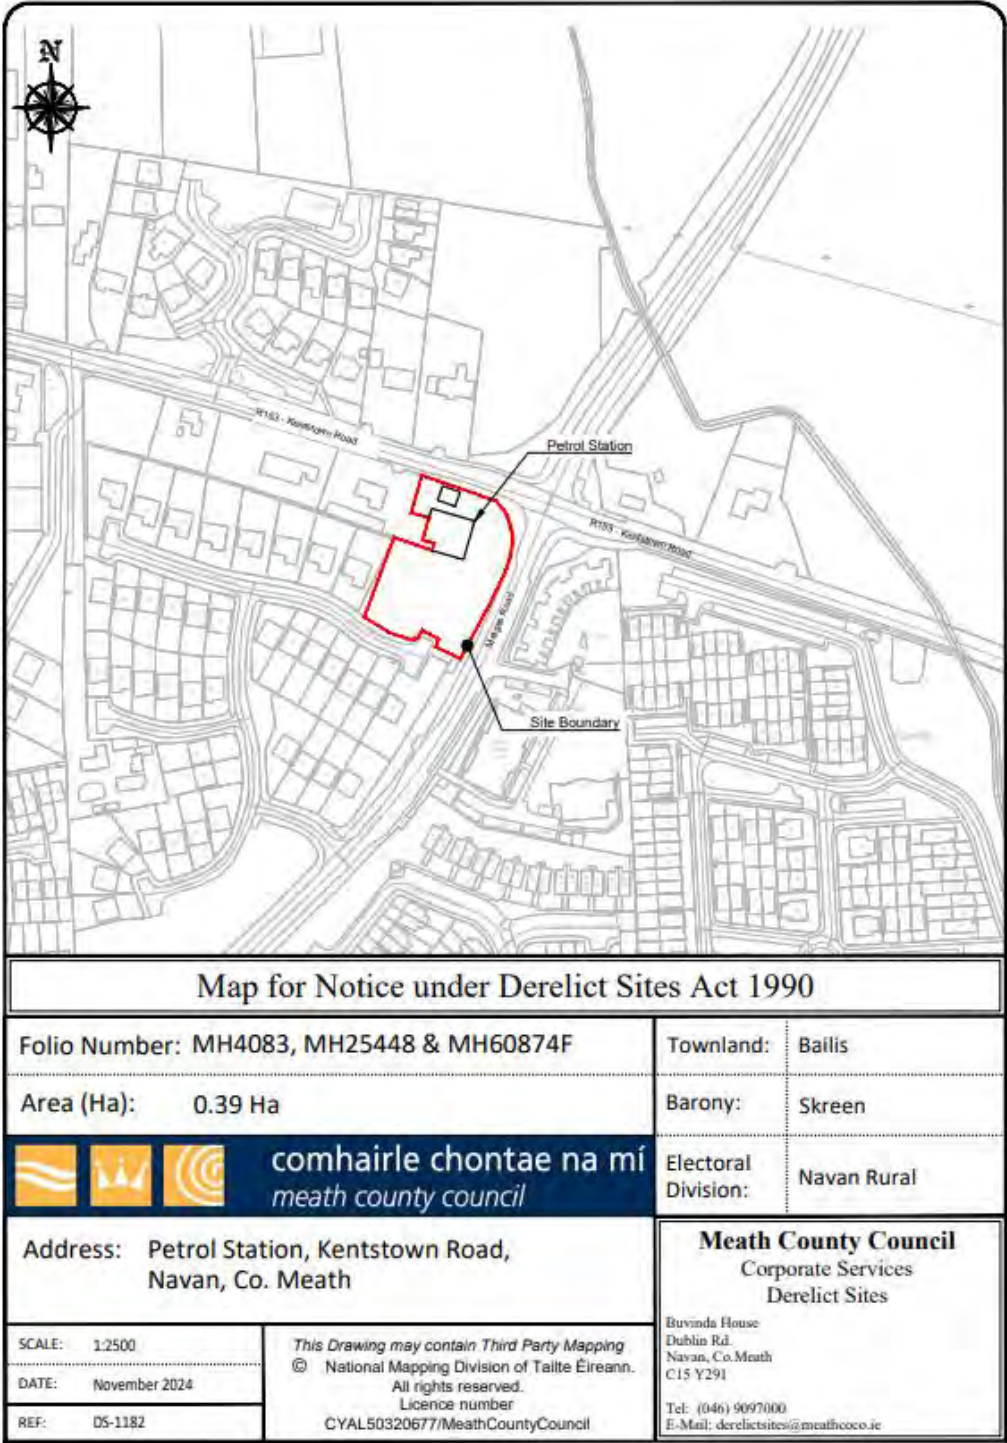 N
R153 - Kentstown Road
Petrol Station
R153 - Kentstown Road
Metges Road
Site Boundary
Map for Notice under Derelict Sites Act 1990
Folio Number: MH4083, MH25448 & MH60874F
Area (Ha): 0.39 Ha
comhairle chontae na mí
meath county council
Address: Petrol Station, Kentstown Road,
Navan, Co. Meath
SCALE: 1:2500
DATE: November 2024
REF: DS-1182
This Drawing may contain Third Party Mapping
© National Mapping Division of Tailte Éireann.
All rights reserved.
Licence number
CYAL50320677/MeathCountyCouncil
Townland: Bailis
Barony: Skreen
Electoral
Division: Navan Rural
Meath County Council
Corporate Services
Derelict Sites
Buvinda House
Dublin Rd.
Navan, Co.Meath
C15 Y291
Tel: (046) 9097000
E-Mail: derelictsites@meathcoco.ie